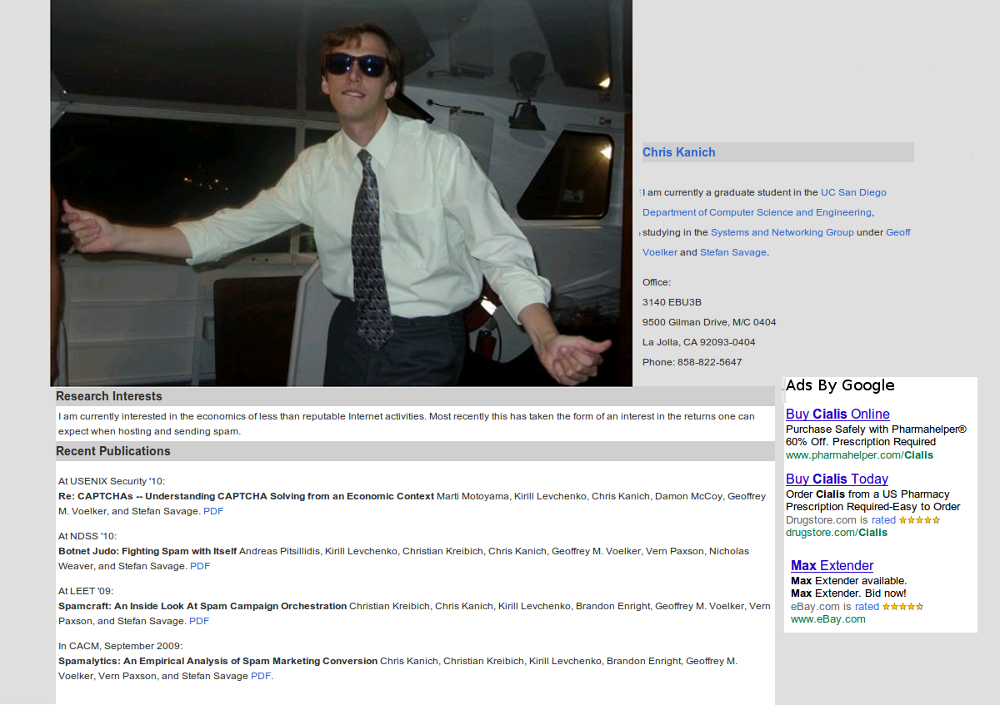 Chris Kanich
I am currently a graduate student in the UC San Diego
Department of Computer Science and Engineering,
studying in the Systems and Networking Group under Geoff
Voelker and Stefan Savage.
Office:
3140 EBU3B
9500 Gilman Drive, M/C 0404
La Jolla, CA 92093-0404
Phone: 858-822-5647
Research Interests
I am currently interested in the economics of less than reputable Internet activities. Most recently this has taken the form of an interest in the returns one can
expect when hosting and sending spam.
Recent Publications
At USENIX Security '10:
Re: CAPTCHAs -- Understanding CAPTCHA Solving from an Economic Context Marti Motoyama, Kirill Levchenko, Chris Kanich, Damon McCoy, Geoffrey
M. Voelker, and Stefan Savage. PDF
At NDSS '10:
Botnet Judo: Fighting Spam with Itself Andreas Pitsillidis, Kirill Levchenko, Christian Kreibich, Chris Kanich, Geoffrey M. Voelker, Vern Paxson, Nicholas
Weaver, and Stefan Savage. PDF
At LEET '09:
Spamcraft: An Inside Look At Spam Campaign Orchestration Christian Kreibich, Chris Kanich, Kirill Levchenko, Brandon Enright, Geoffrey M. Voelker, Vern
Paxson, and Stefan Savage. PDF
In CACM, September 2009:
Spamalytics: An Empirical Analysis of Spam Marketing Conversion Chris Kanich, Christian Kreibich, Kirill Levchenko, Brandon Enright, Geoffrey M.
Voelker, Vern Paxson, and Stefan Savage PDF.
Ads By Google
Buy Cialis Online
Purchase Safely with Pharmahelper®
60% Off. Prescription Required
www.pharmahelper.com/Cialis
Buy Cialis Today
Order Cialis from a US Pharmacy
Prescription Required-Easy to Order
Drugstore.com is rated
drugstore.com/Cialis
Max Extender
Max Extender available.
Max Extender. Bid now!
eBay.com is rated
www.eBay.com